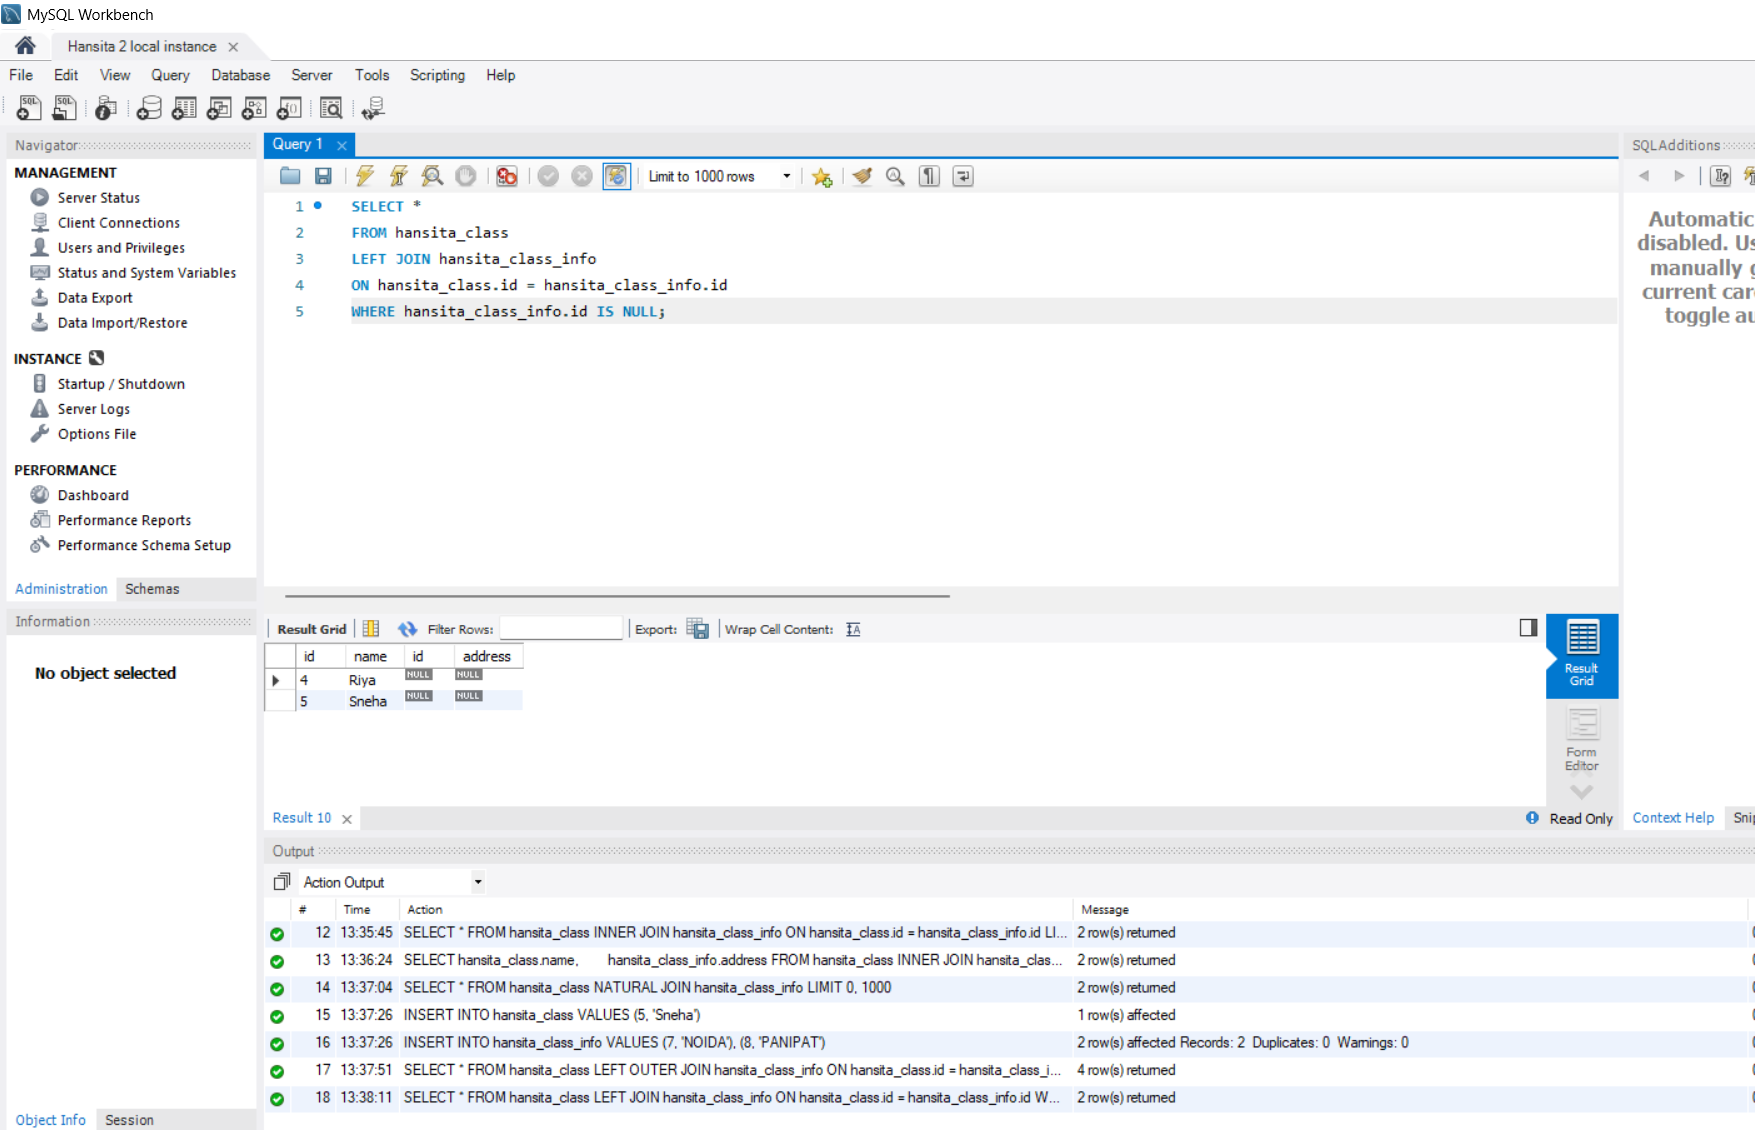 MySQL Workbench
Hansita 2 local instance
File Edit View Query Database Server Tools Scripting Help
Navigator
MANAGEMENT
Server Status
Client Connections
Users and Privileges
Status and System Variables
Data Export
Data Import/Restore
INSTANCE
Startup / Shutdown
Server Logs
Options File
PERFORMANCE
Dashboard
Performance Reports
Performance Schema Setup
Administration Schemas
Information
No object selected
Object Info Session
Query 1
Limit to 1000 rows
1 SELECT *
2 FROM hansita_class
3 LEFT JOIN hansita_class_info
4 ON hansita_class.id = hansita_class_info.id
5 WHERE hansita_class_info.id IS NULL;
Result Grid Filter Rows: Export: Wrap Cell Content:
id name id address
4 Riya NULL NULL
5 Sneha NULL NULL
Result Grid
Form Editor
Result 10
Read Only
SQLAdditions
Automatic
disabled. Us
manually g
current car
toggle au
Context Help Snip
Output
Action Output
# Time Action Message
12 13:35:45 SELECT * FROM hansita_class INNER JOIN hansita_class_info ON hansita_class.id = hansita_class_info.id LI... 2 row(s) returned
13 13:36:24 SELECT hansita_class.name, hansita_class_info.address FROM hansita_class INNER JOIN hansita_clas... 2 row(s) returned
14 13:37:04 SELECT * FROM hansita_class NATURAL JOIN hansita_class_info LIMIT 0, 1000 2 row(s) returned
15 13:37:26 INSERT INTO hansita_class VALUES (5, 'Sneha') 1 row(s) affected
16 13:37:26 INSERT INTO hansita_class_info VALUES (7, 'NOIDA'), (8, 'PANIPAT') 2 row(s) affected Records: 2 Duplicates: 0 Warnings: 0
17 13:37:51 SELECT * FROM hansita_class LEFT OUTER JOIN hansita_class_info ON hansita_class.id = hansita_class_i... 4 row(s) returned
18 13:38:11 SELECT * FROM hansita_class LEFT JOIN hansita_class_info ON hansita_class.id = hansita_class_info.id W... 2 row(s) returned